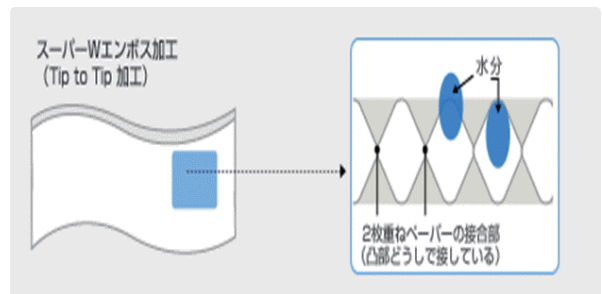 スーパーWエンボス加工
（Tip to Tip 加工）
水分
2枚重ねペーパーの接合部
（凸部どうしで接している）